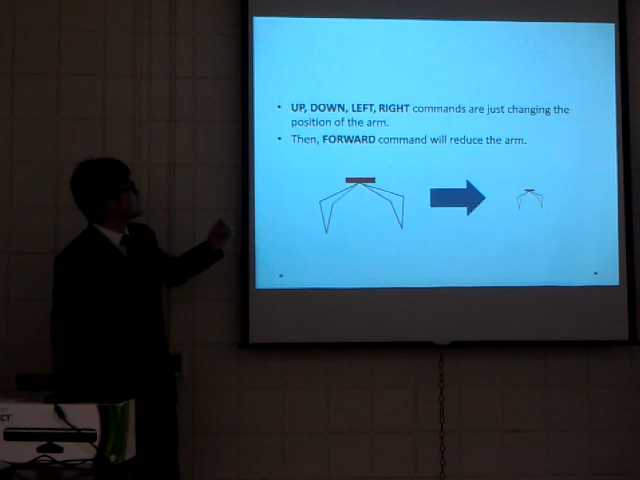 • UP, DOWN, LEFT, RIGHT commands are just changing the
position of the arm.
• Then, FORWARD command will reduce the arm.
CT